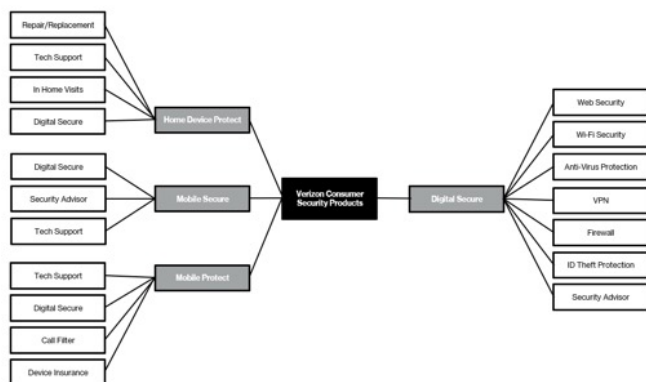 Repair/Replacement
Tech Support
In Home Visits
Digital Secure
Home Device Protect
Digital Secure
Security Advisor
Tech Support
Mobile Secure
Tech Support
Digital Secure
Call Filter
Device Insurance
Mobile Protect
Verizon Consumer
Security Products
Digital Secure
Web Security
Wi-Fi Security
Anti-Virus Protection
VPN
Firewall
ID Theft Protection
Security Advisor